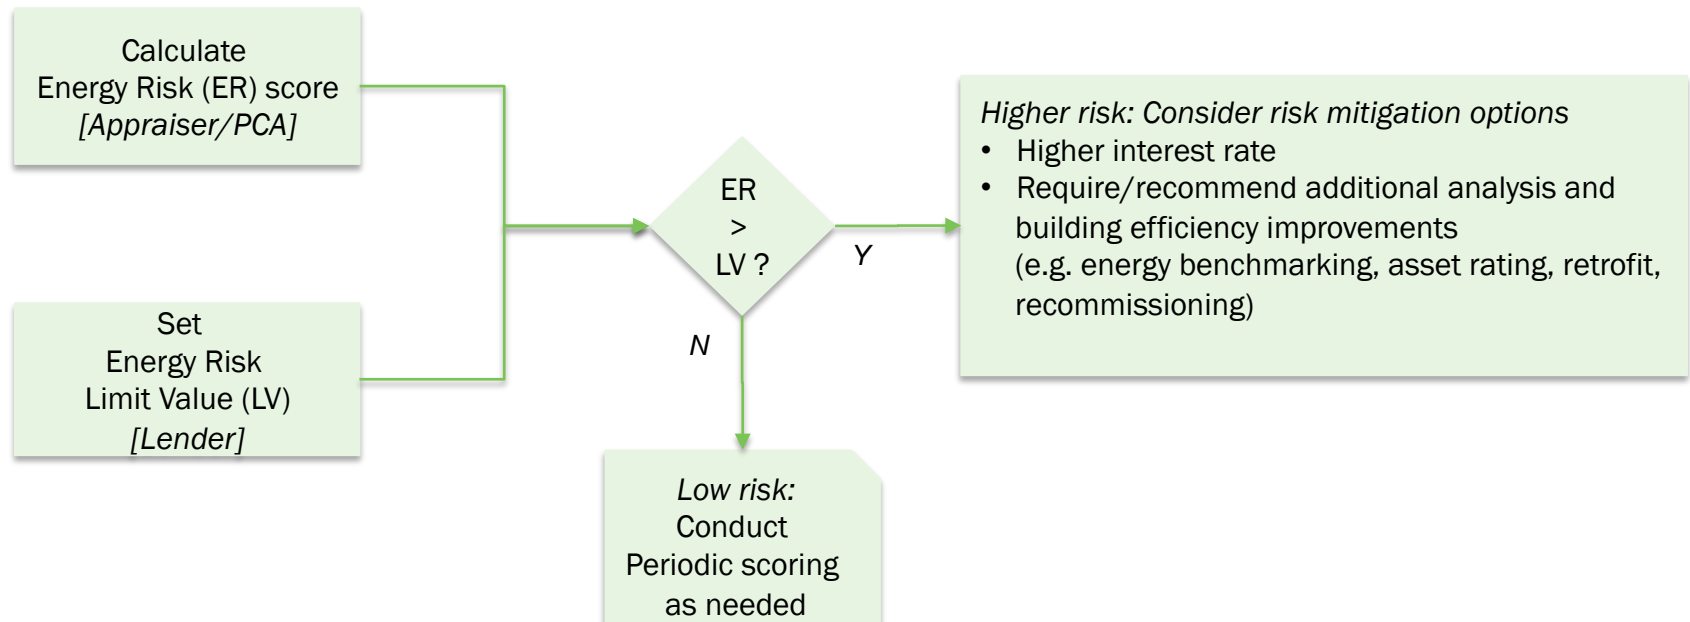 Calculate
Energy Risk (ER) score
[Appraiser/PCA]
Set
Energy Risk
Limit Value (LV)
[Lender]
ER
>
LV ?
Y
N
Higher risk: Consider risk mitigation options
• Higher interest rate
• Require/recommend additional analysis and
building efficiency improvements
(e.g. energy benchmarking, asset rating, retrofit,
recommissioning)
Low risk:
Conduct
Periodic scoring
as needed